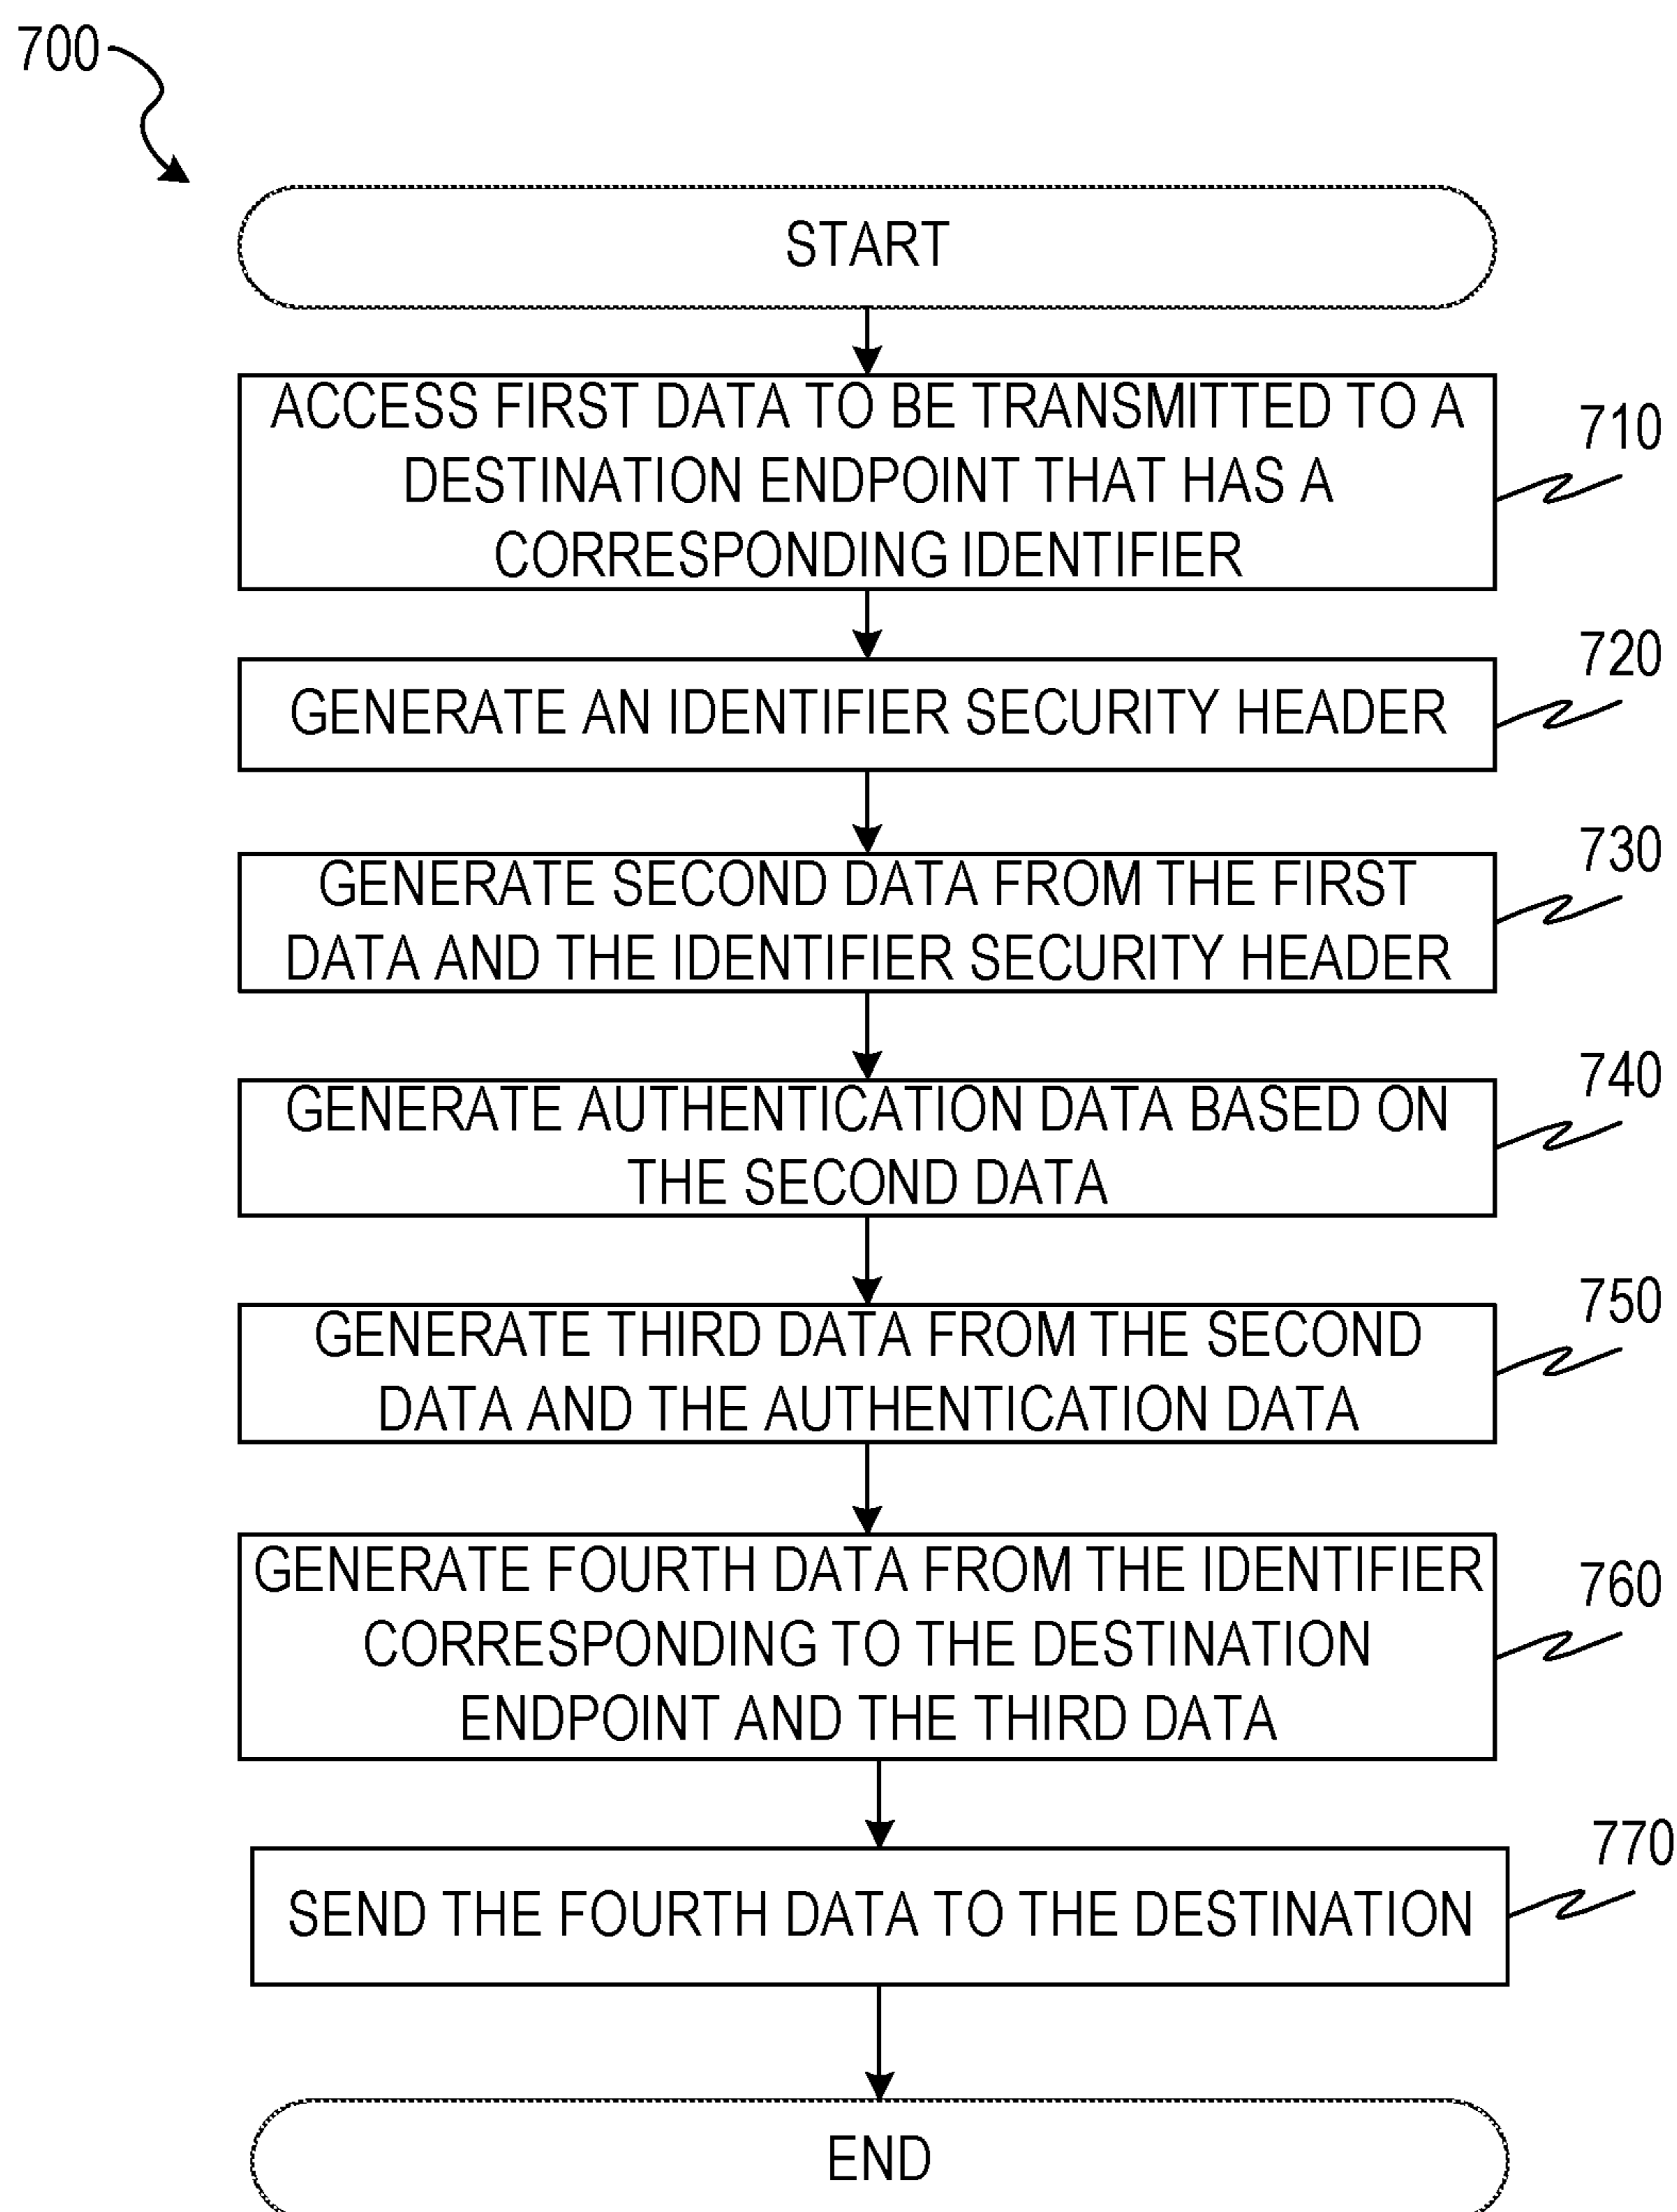 700
START
ACCESS FIRST DATA TO BE TRANSMITTED TO A
DESTINATION ENDPOINT THAT HAS A
CORRESPONDING IDENTIFIER
710
GENERATE AN IDENTIFIER SECURITY HEADER
720
GENERATE SECOND DATA FROM THE FIRST
DATA AND THE IDENTIFIER SECURITY HEADER
730
GENERATE AUTHENTICATION DATA BASED ON
THE SECOND DATA
740
GENERATE THIRD DATA FROM THE SECOND
DATA AND THE AUTHENTICATION DATA
750
GENERATE FOURTH DATA FROM THE IDENTIFIER
CORRESPONDING TO THE DESTINATION
ENDPOINT AND THE THIRD DATA
760
SEND THE FOURTH DATA TO THE DESTINATION
770
END